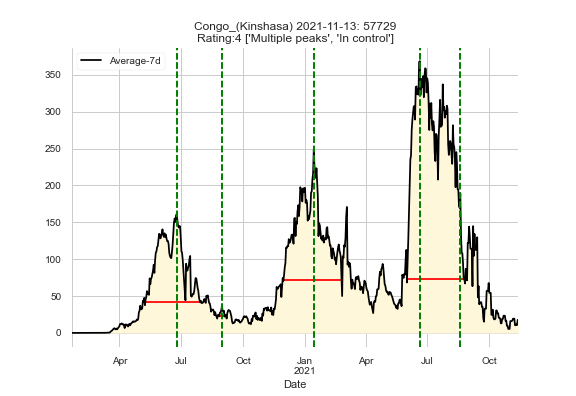 Congo_(Kinshasa) 2021-11-13: 57729
Rating:4 ['Multiple peaks', 'In control']
Average-7d
350
300
250
200
150
100
50
0
Apr
Jul
Oct
Jan
2021
Apr
Jul
Oct
Date